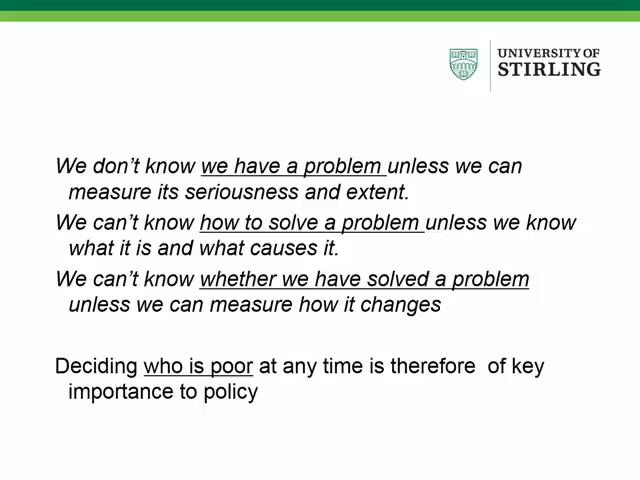 UNIVERSITY OF
STIRLING
We don’t know we have a problem unless we can
measure its seriousness and extent.
We can’t know how to solve a problem unless we know
what it is and what causes it.
We can’t know whether we have solved a problem
unless we can measure how it changes
Deciding who is poor at any time is therefore  of key
importance to policy